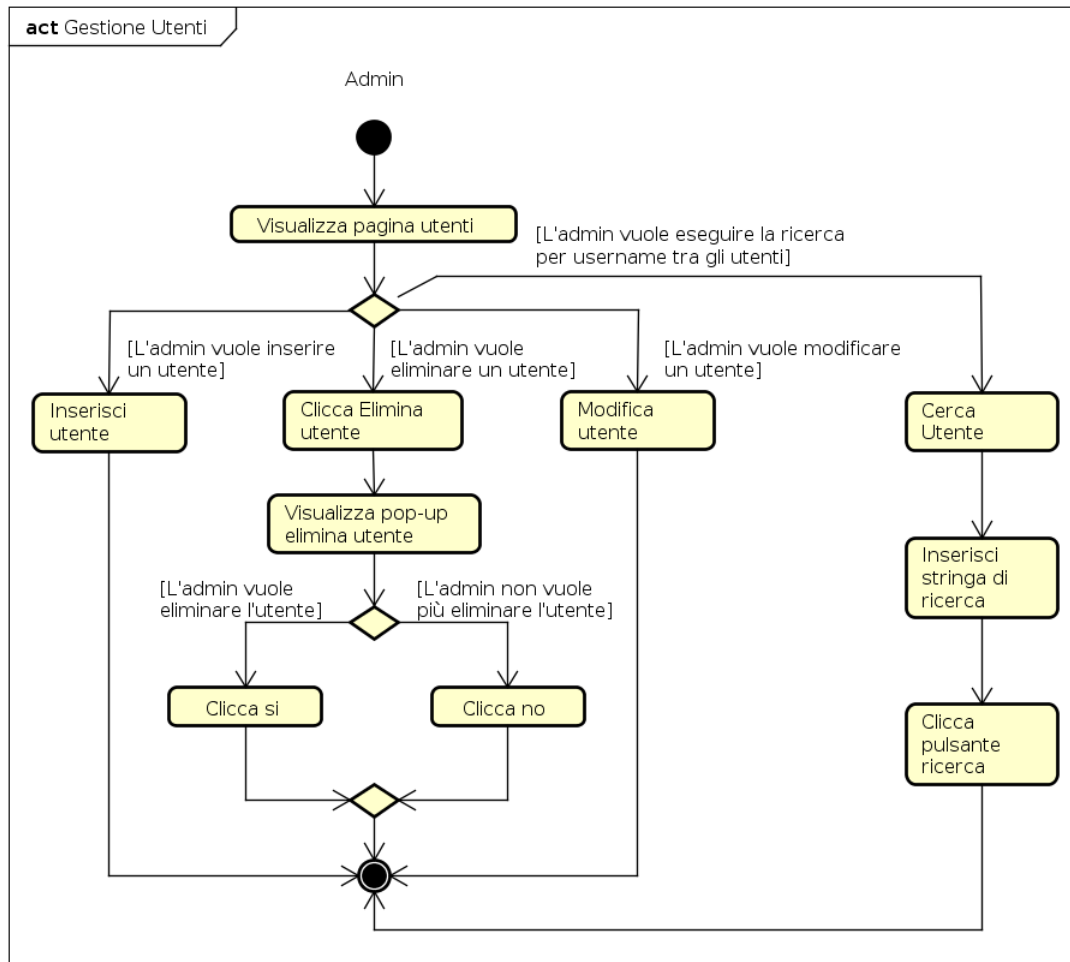 act Gestione Utenti
Admin
Visualizza pagina utenti
[L'admin vuole eseguire la ricerca
per username tra gli utenti]
[L'admin vuole inserire
un utente]
[L'admin vuole
eliminare un utente]
[L'admin vuole modificare
un utente]
Inserisci
utente
Clicca Elimina
utente
Modifica
utente
Cerca
Utente
Visualizza pop-up
elimina utente
Inserisci
stringa di
ricerca
[L'admin vuole
eliminare l'utente]
[L'admin non vuole
più eliminare l'utente]
Clicca si
Clicca no
Clicca
pulsante
ricerca